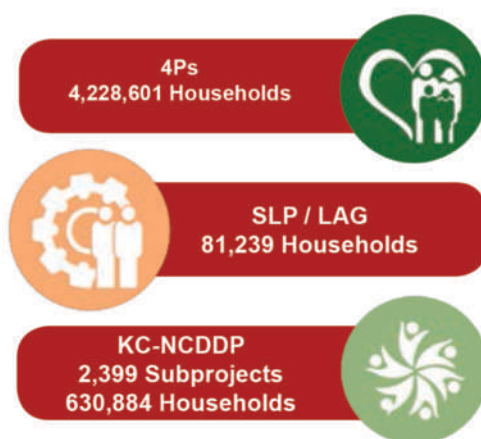 4Ps
4,228,601 Households
SLP / LAG
81,239 Households
KC-NCDDP
2,399 Subprojects
630,884 Households